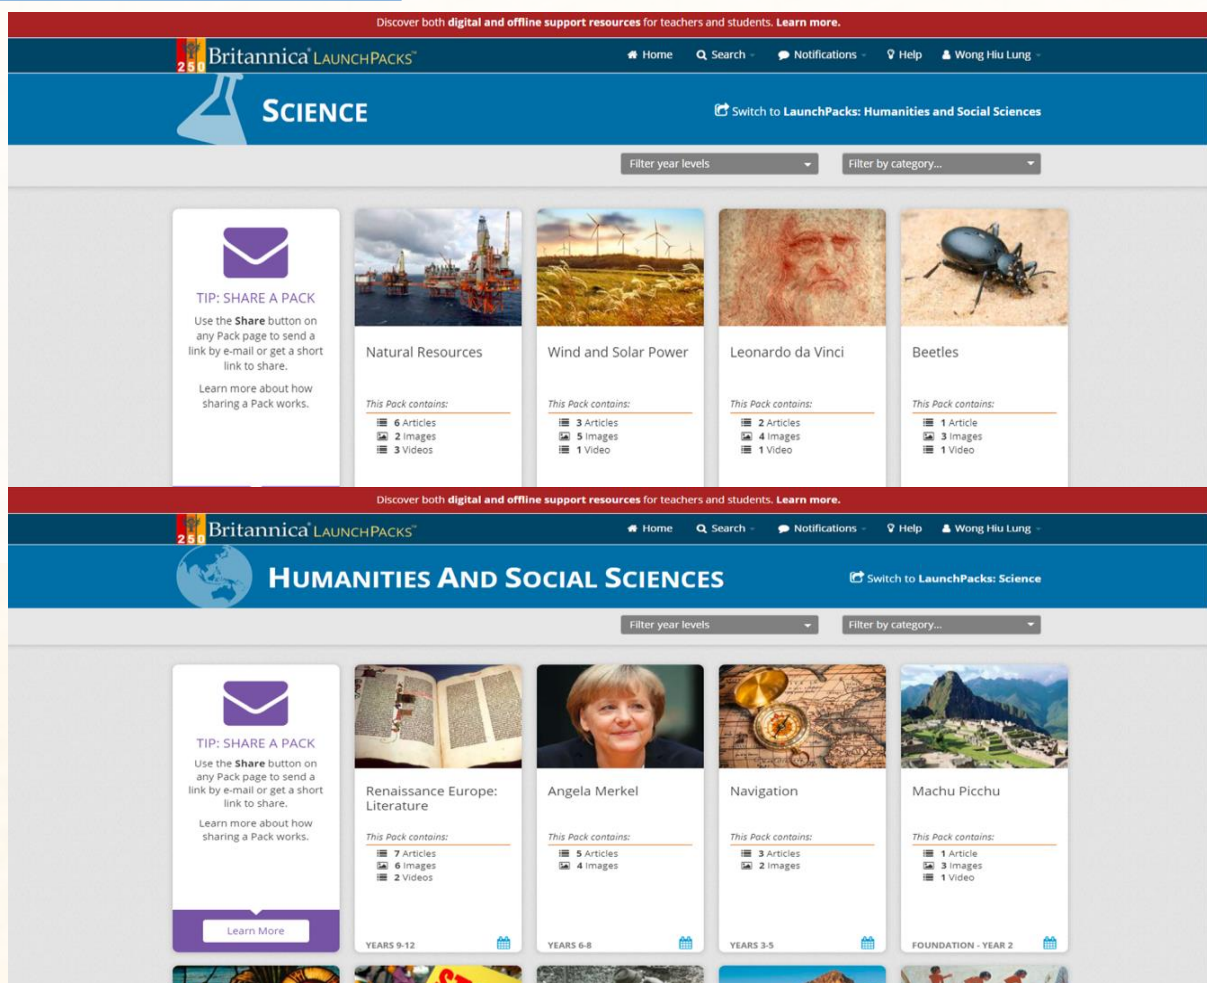 Discover both digital and offline support resources for teachers and students. Learn more.
250 Britannica® LAUNCHPACKS™
Home Search Notifications Help Wong Hiu Lung
SCIENCE
Switch to LaunchPacks: Humanities and Social Sciences
Filter year levels
Filter by category...
TIP: SHARE A PACK
Use the Share button on
any Pack page to send a
link by e-mail or get a short
link to share.
Learn more about how
sharing a Pack works.
Natural Resources
This Pack contains:
6 Articles
2 Images
3 Videos
Wind and Solar Power
This Pack contains:
3 Articles
5 Images
1 Video
Leonardo da Vinci
This Pack contains:
2 Articles
4 Images
1 Video
Beetles
This Pack contains:
1 Article
3 Images
1 Video
Discover both digital and offline support resources for teachers and students. Learn more.
250 Britannica® LAUNCHPACKS™
Home Search Notifications Help Wong Hiu Lung
HUMANITIES AND SOCIAL SCIENCES
Switch to LaunchPacks: Science
Filter year levels
Filter by category...
TIP: SHARE A PACK
Use the Share button on
any Pack page to send a
link by e-mail or get a short
link to share.
Learn more about how
sharing a Pack works.
Learn More
Renaissance Europe:
Literature
This Pack contains:
7 Articles
6 Images
2 Videos
YEARS 9-12
Angela Merkel
This Pack contains:
5 Articles
4 Images
YEARS 6-8
Navigation
This Pack contains:
3 Articles
2 Images
YEARS 3-5
Machu Picchu
This Pack contains:
1 Article
3 Images
1 Video
FOUNDATION - YEAR 2